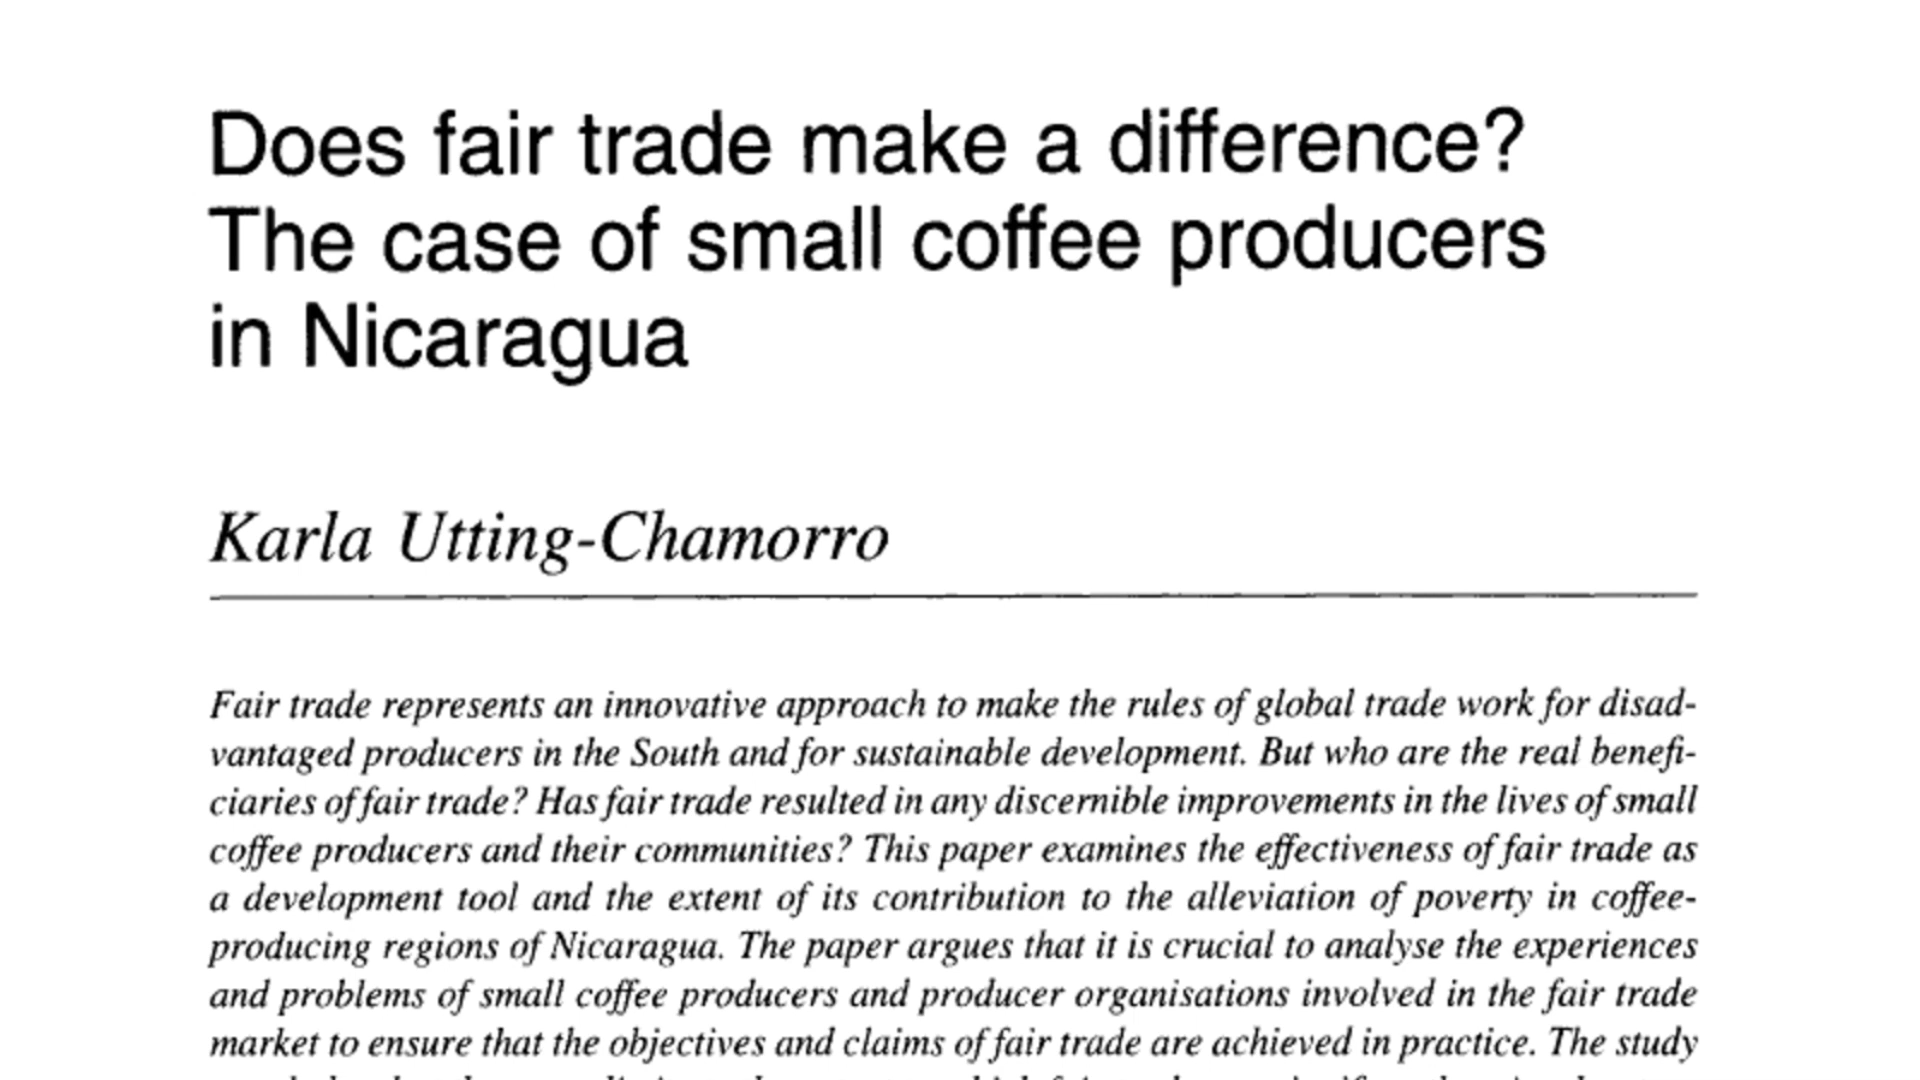 Does fair trade make a difference?
The case of small coffee producers
in Nicaragua
Karla Utting-Chamorro
Fair trade represents an innovative approach to make the rules of global trade work for disad-
vantaged producers in the South and for sustainable development. But who are the real benefi-
ciaries of fair trade? Has fair trade resulted in any discernible improvements in the lives of small
coffee producers and their communities? This paper examines the effectiveness of fair trade as
a development tool and the extent of its contribution to the alleviation of poverty in coffee-
producing regions of Nicaragua. The paper argues that it is crucial to analyse the experiences
and problems of small coffee producers and producer organisations involved in the fair trade
market to ensure that the objectives and claims of fair trade are achieved in practice. The study